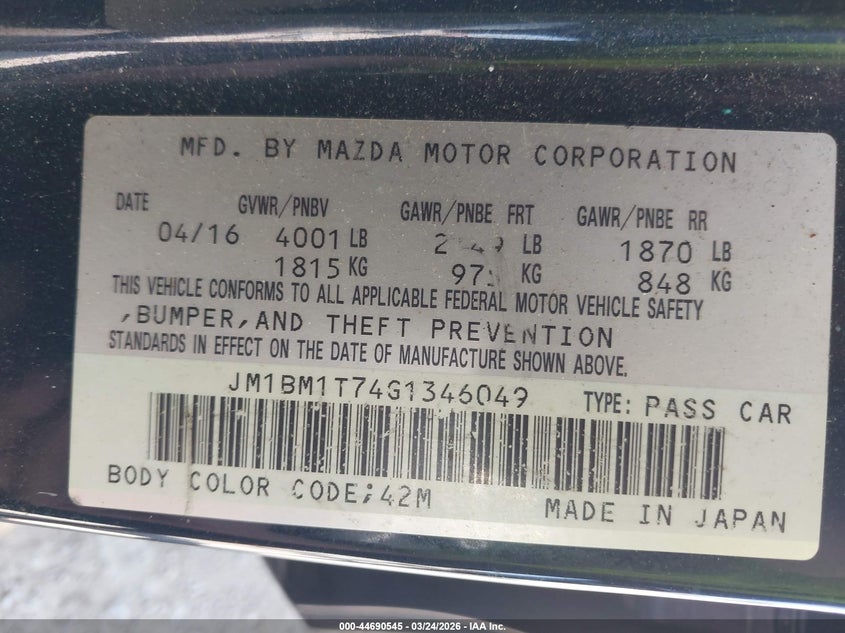 MFD. BY MAZDA MOTOR CORPORATION
DATE GVWR/PNBV GAWR/PNBE FRT GAWR/PNBE RR
04/16 4001 LB LB 1870 LB
1815 KG KG 848 KG
THIS VEHICLE CONFORMS TO ALL APPLICABLE FEDERAL MOTOR VEHICLE SAFETY
,BUMPER,AND THEFT PREVENTION
STANDARDS IN EFFECT ON THE DATE OF MANUFACTURE SHOWN ABOVE.
JM1BM1T74G1346049 TYPE: PASS CAR
BODY COLOR CODE;42M MADE IN JAPAN
000-44690545 - 03/24/2026 - IAA Inc.